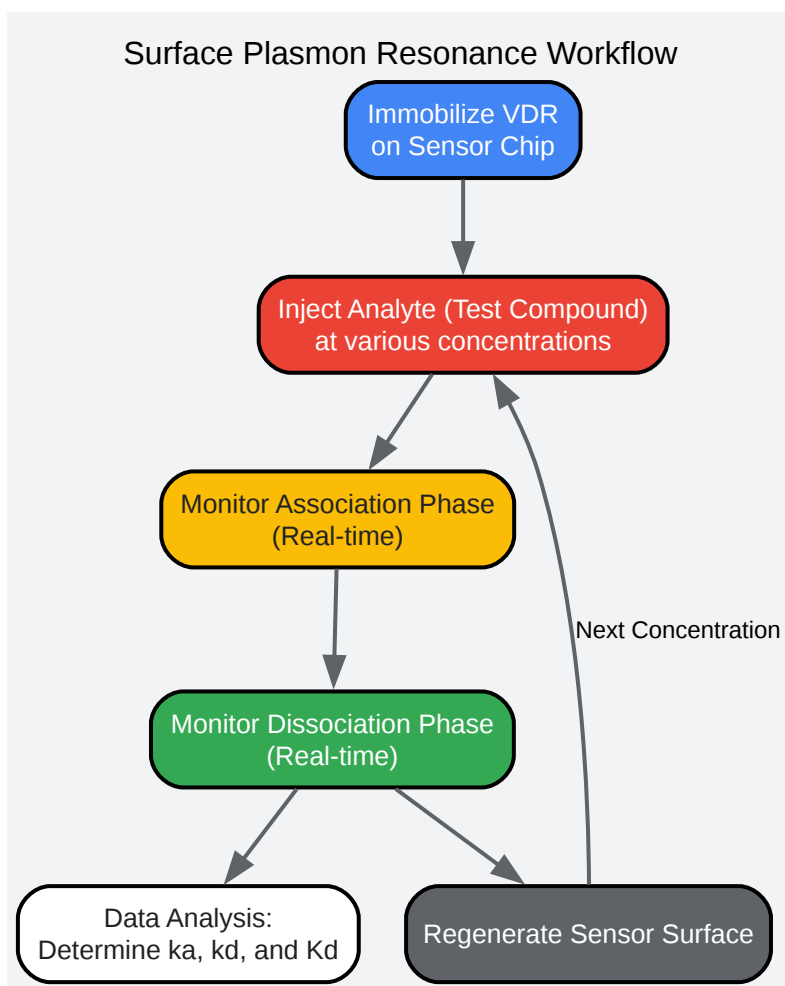 Surface Plasmon Resonance Workflow
Immobilize VDR
on Sensor Chip
Inject Analyte (Test Compound)
at various concentrations
Monitor Association Phase
(Real-time)
Next Concentration
Monitor Dissociation Phase
(Real-time)
Data Analysis:
Determine ka, kd, and Kd
Regenerate Sensor Surface